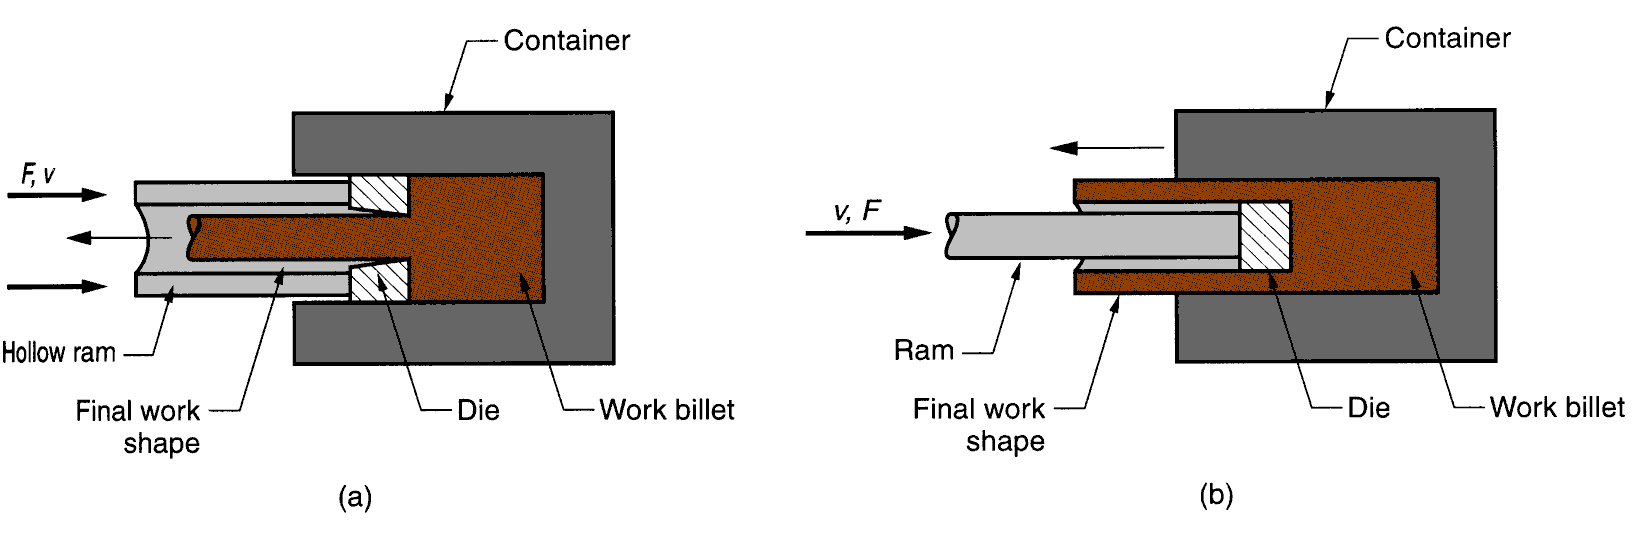 Container
F, v
Hollow ram
Final work
shape
Die
Work billet
(a)
Container
v, F
Ram
Final work
shape
Die
Work billet
(b)